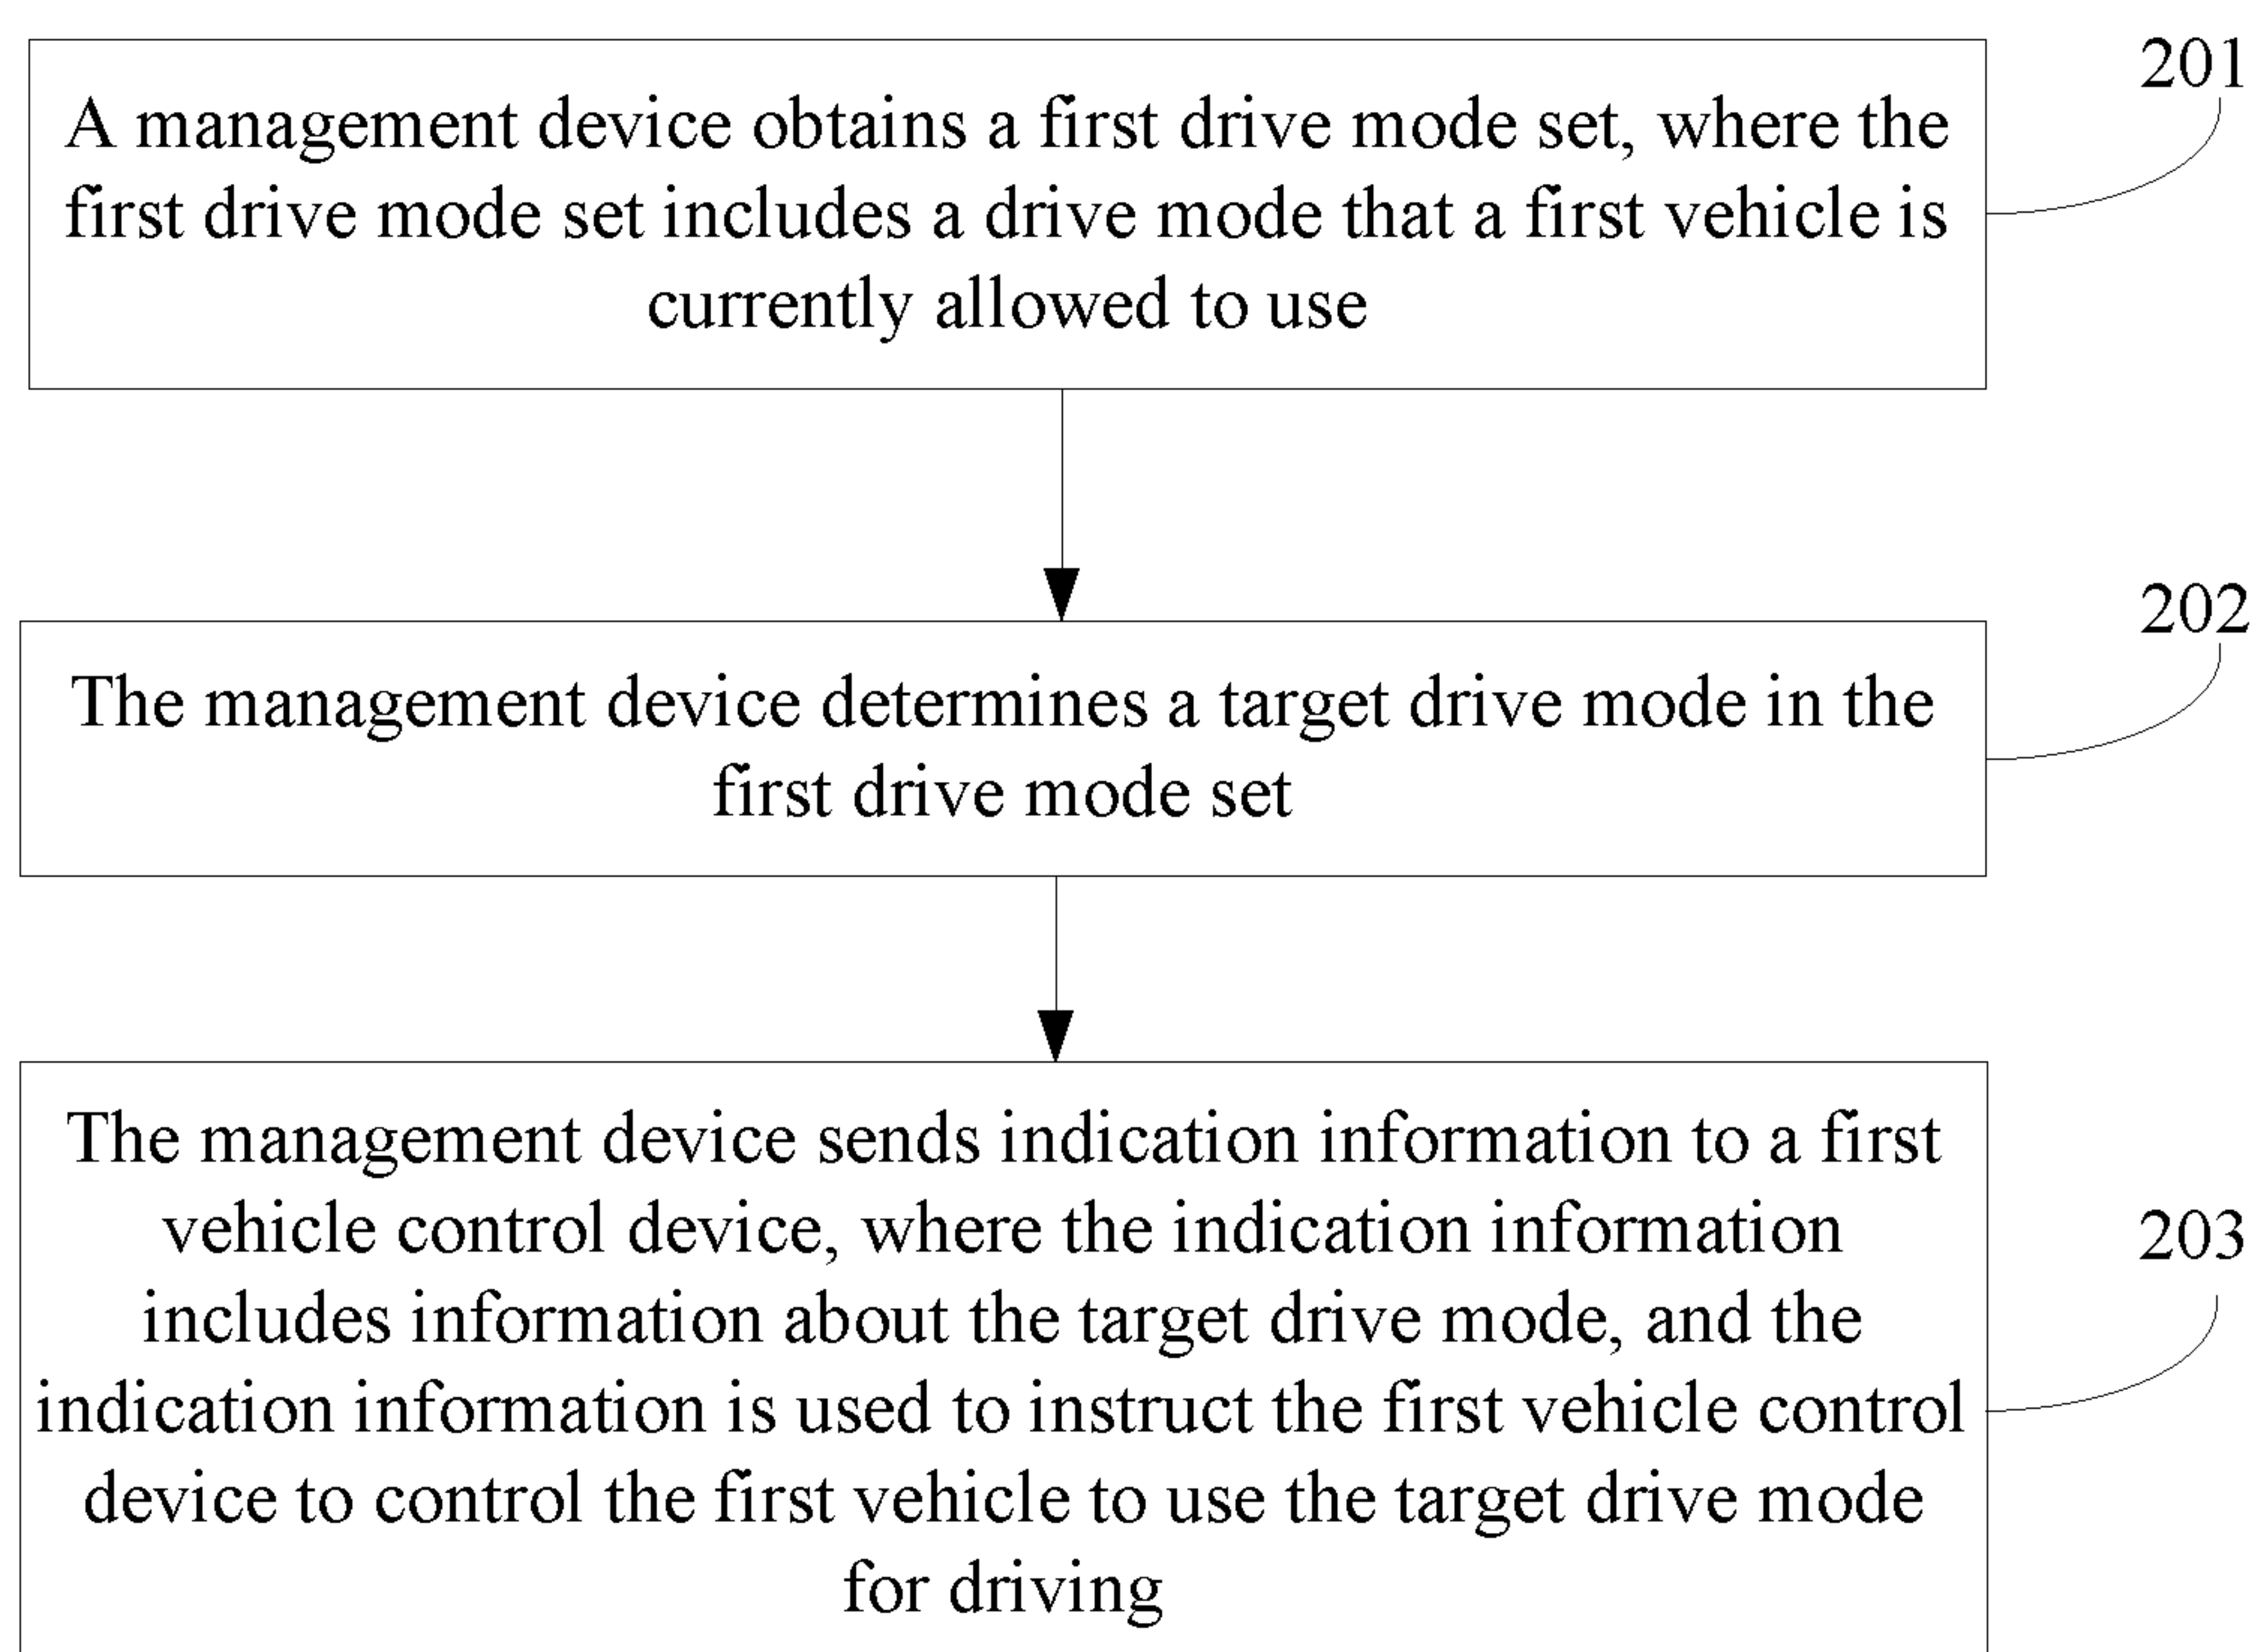 201
A management device obtains a first drive mode set, where the
first drive mode set includes a drive mode that a first vehicle is
currently allowed to use
202
The management device determines a target drive mode in the
first drive mode set
The management device sends indication information to a first
vehicle control device, where the indication information
203
includes information about the target drive mode, and the
indication information is used to instruct the first vehicle control
device to control the first vehicle to use the target drive mode
for driving